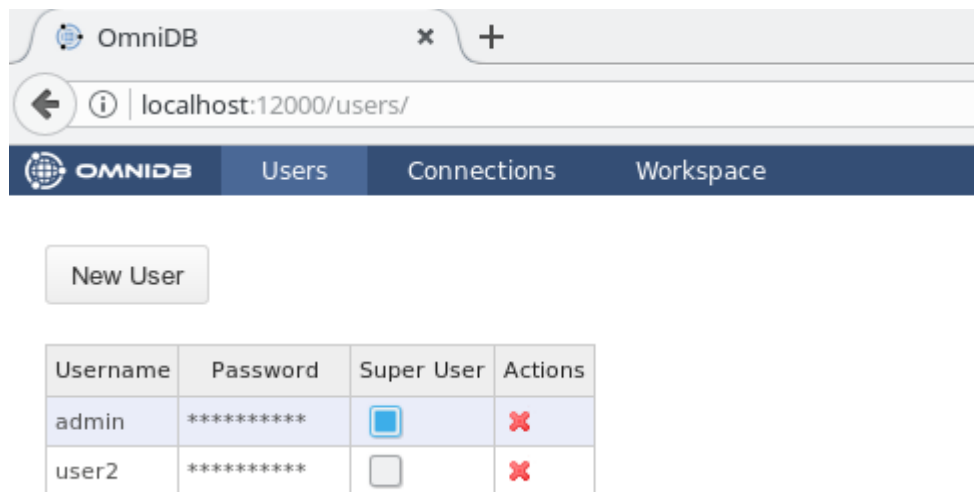 OmniDB
localhost:12000/users/
OMNIDB Users Connections Workspace
New User
Username Password Super User Actions
admin **********
user2 **********